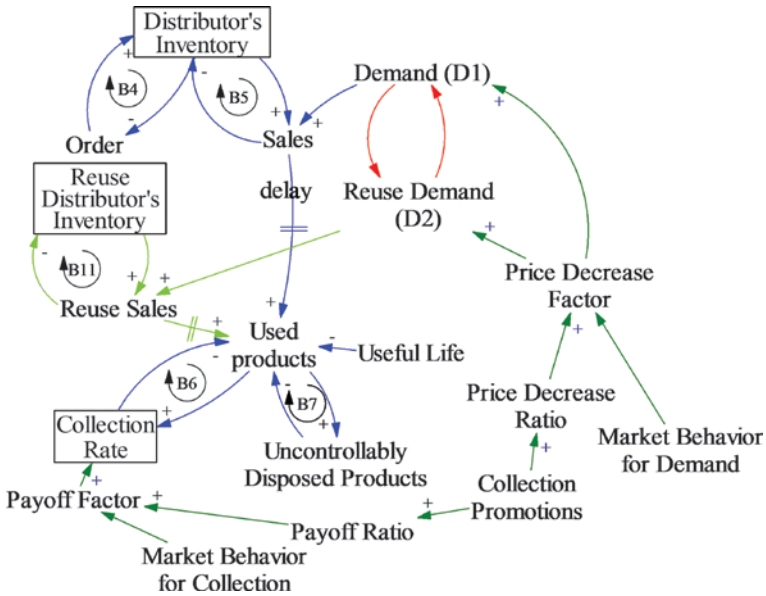 Distributor's
Inventory
+
-
B4
B5
-
+
+
Order
Sales
Demand (D1)
+
Reuse
Distributor's
Inventory
delay
Reuse Demand
(D2)
+
-
B11
+
+
Reuse Sales
Price Decrease
Factor
+
+
+
Used
products
-
-
Useful Life
B6
-
B7
+
+
Price Decrease
Ratio
Collection
Rate
Uncontrollably
Disposed Products
Market Behavior
for Demand
+
+
Payoff Factor
+
Collection
Promotions
+
Payoff Ratio
Market Behavior
for Collection